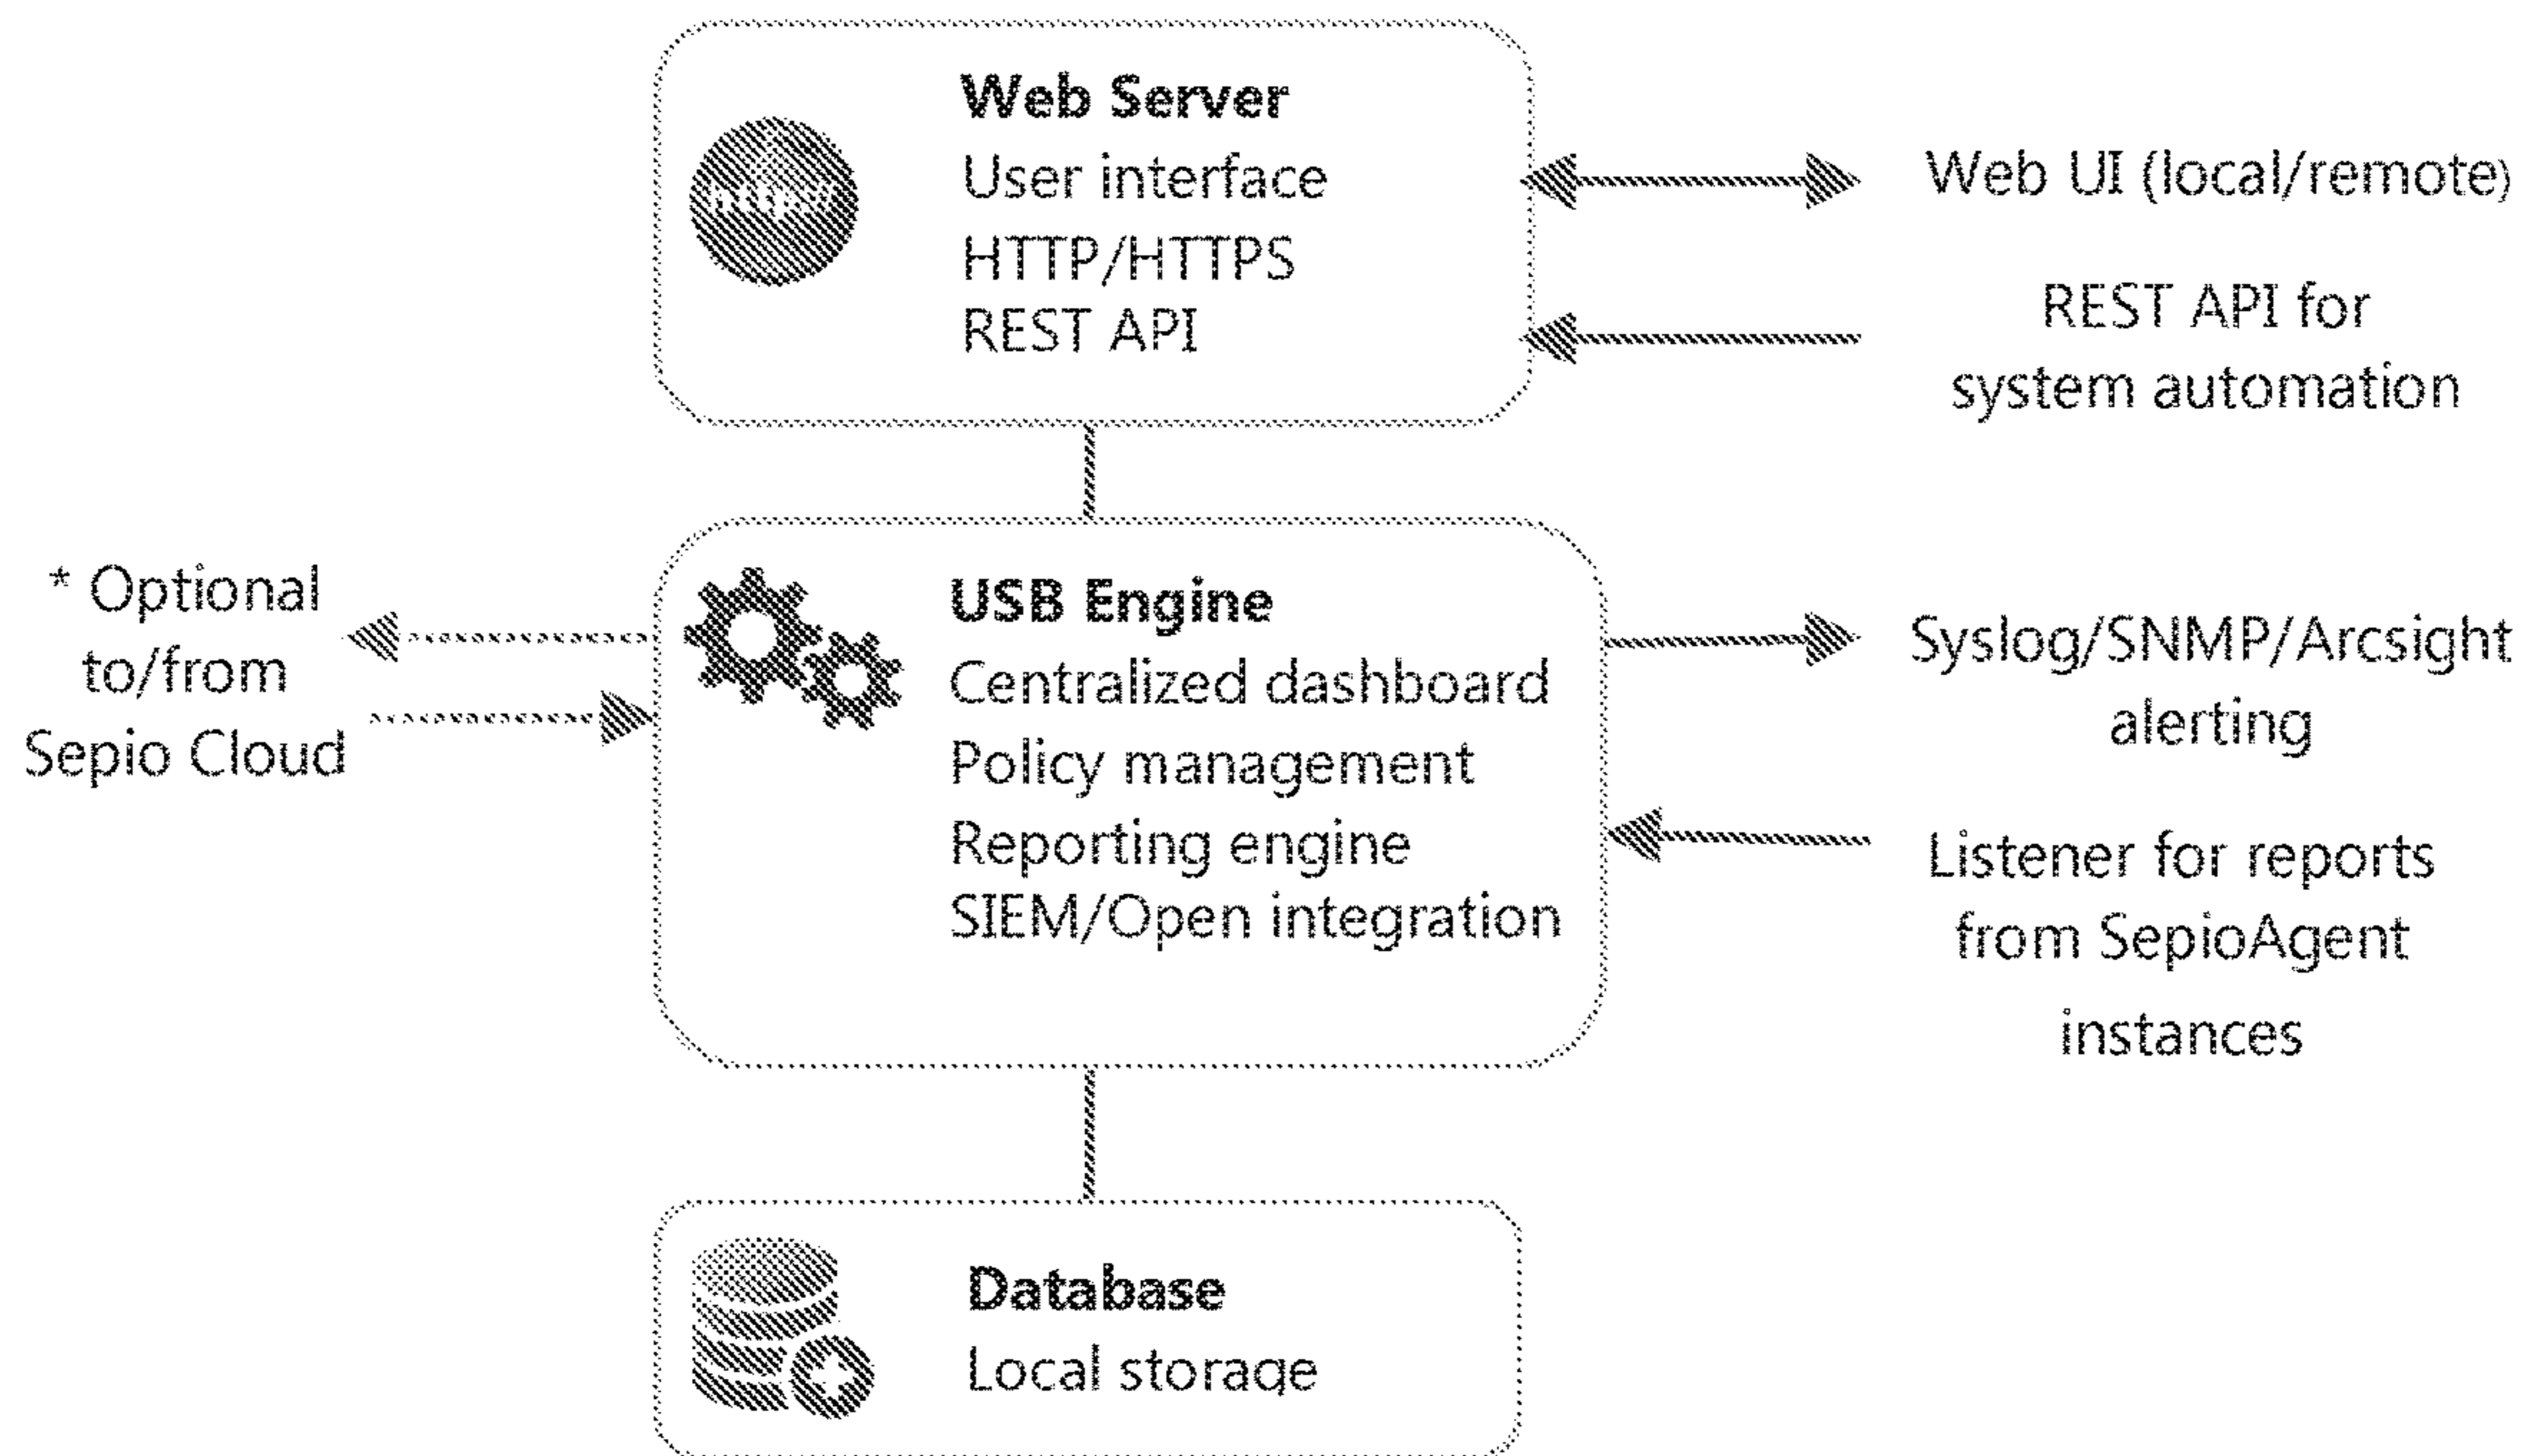 Web Server
User interface
HTTP/HTTPS
REST API
http://
Web UI (local/remote)
REST API for
system automation
* Optional
to/from
Sepio Cloud
USB Engine
Centralized dashboard
Policy management
Reporting engine
SIEM/Open integration
Syslog/SNMP/Arcsight
alerting
Listener for reports
from SepioAgent
instances
Database
Local storage